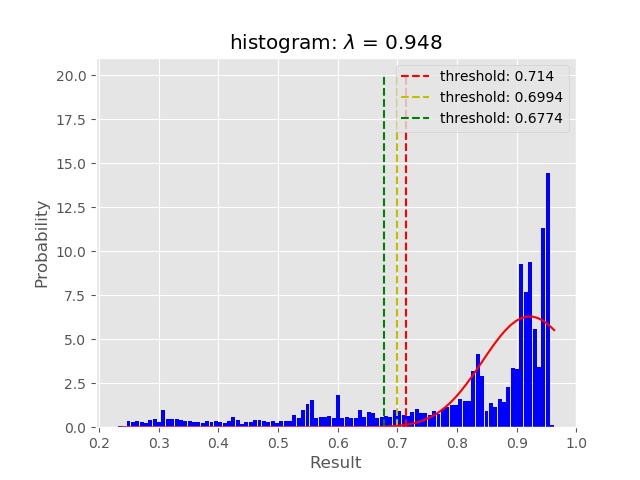 histogram: λ = 0.948
threshold: 0.714
threshold: 0.6994
threshold: 0.6774
20.0
17.5
15.0
12.5
10.0
7.5
5.0
2.5
0.0
Probability
0.2 0.3 0.4 0.5 0.6 0.7 0.8 0.9 1.0
Result